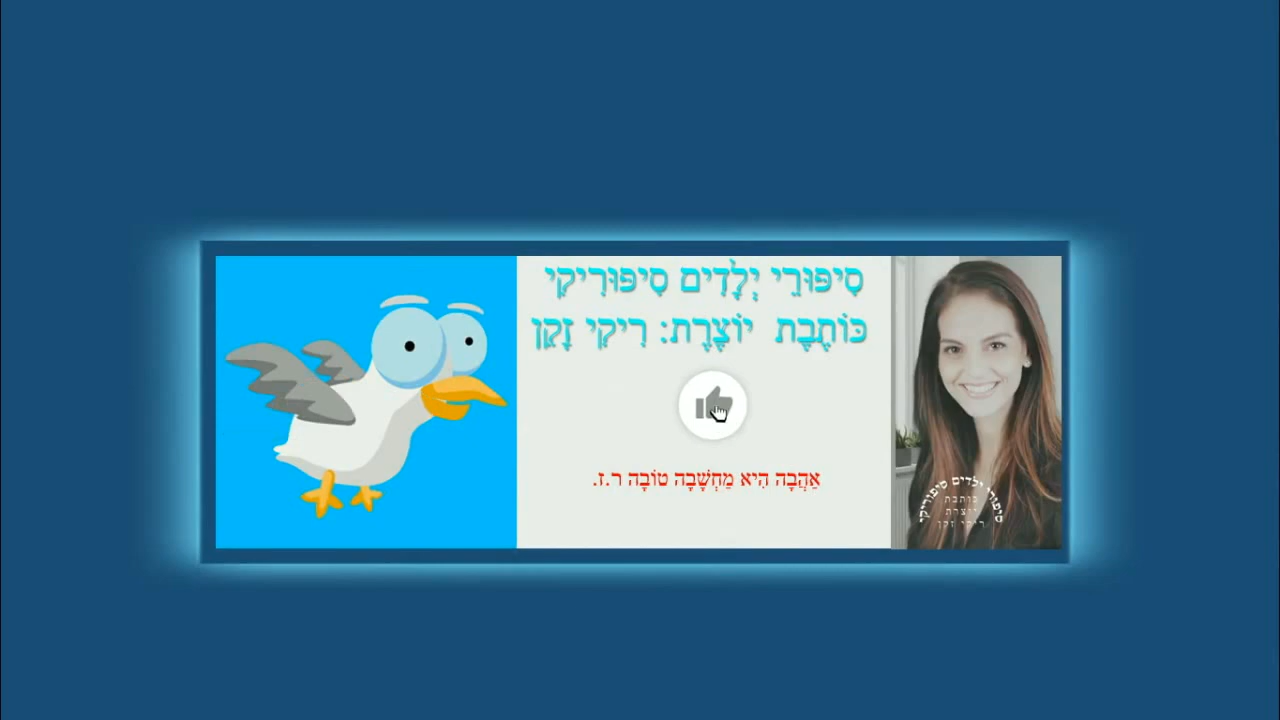 סִיפּוּרֵי יְלָדִים סִיפּוּרִיקִי
כּוֹתֶבֶת יוֹצֶרֶת: רִיקִי זָקֵן
אַהֲבָה הִיא מַחְשָׁבָה טוֹבָה ר.ז.
סיפורי ילדים סיפוריקי
כותבת
יוצרת
ריקי זקן